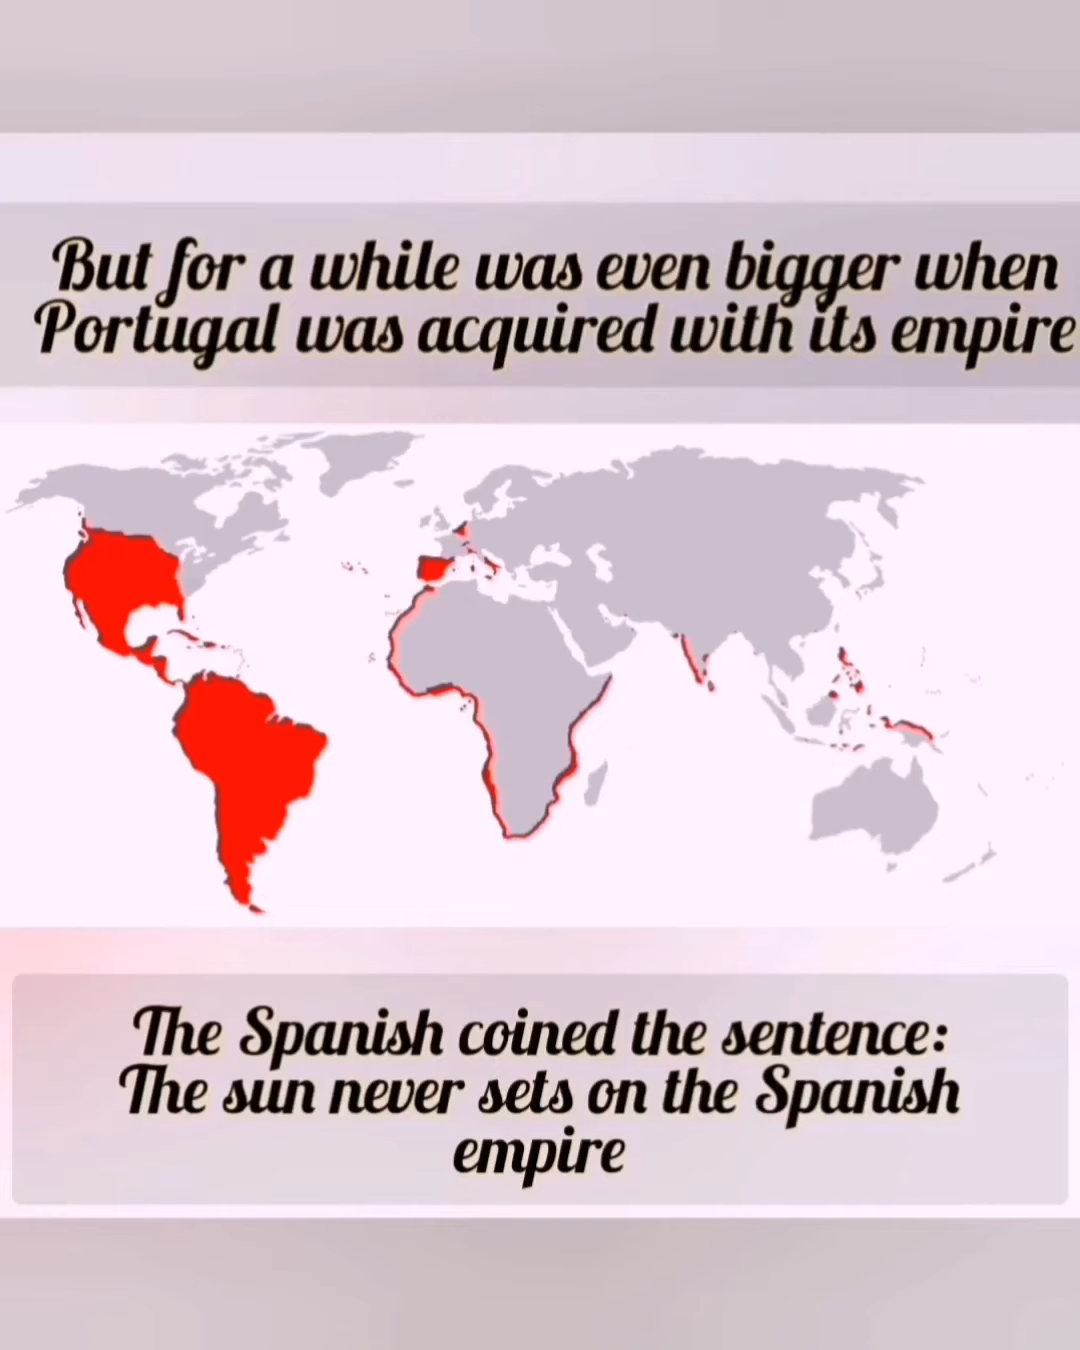 But for a while was even bigger when
Portugal was acquired with its empire
The Spanish coined the sentence:
The sun never sets on the Spanish
empire